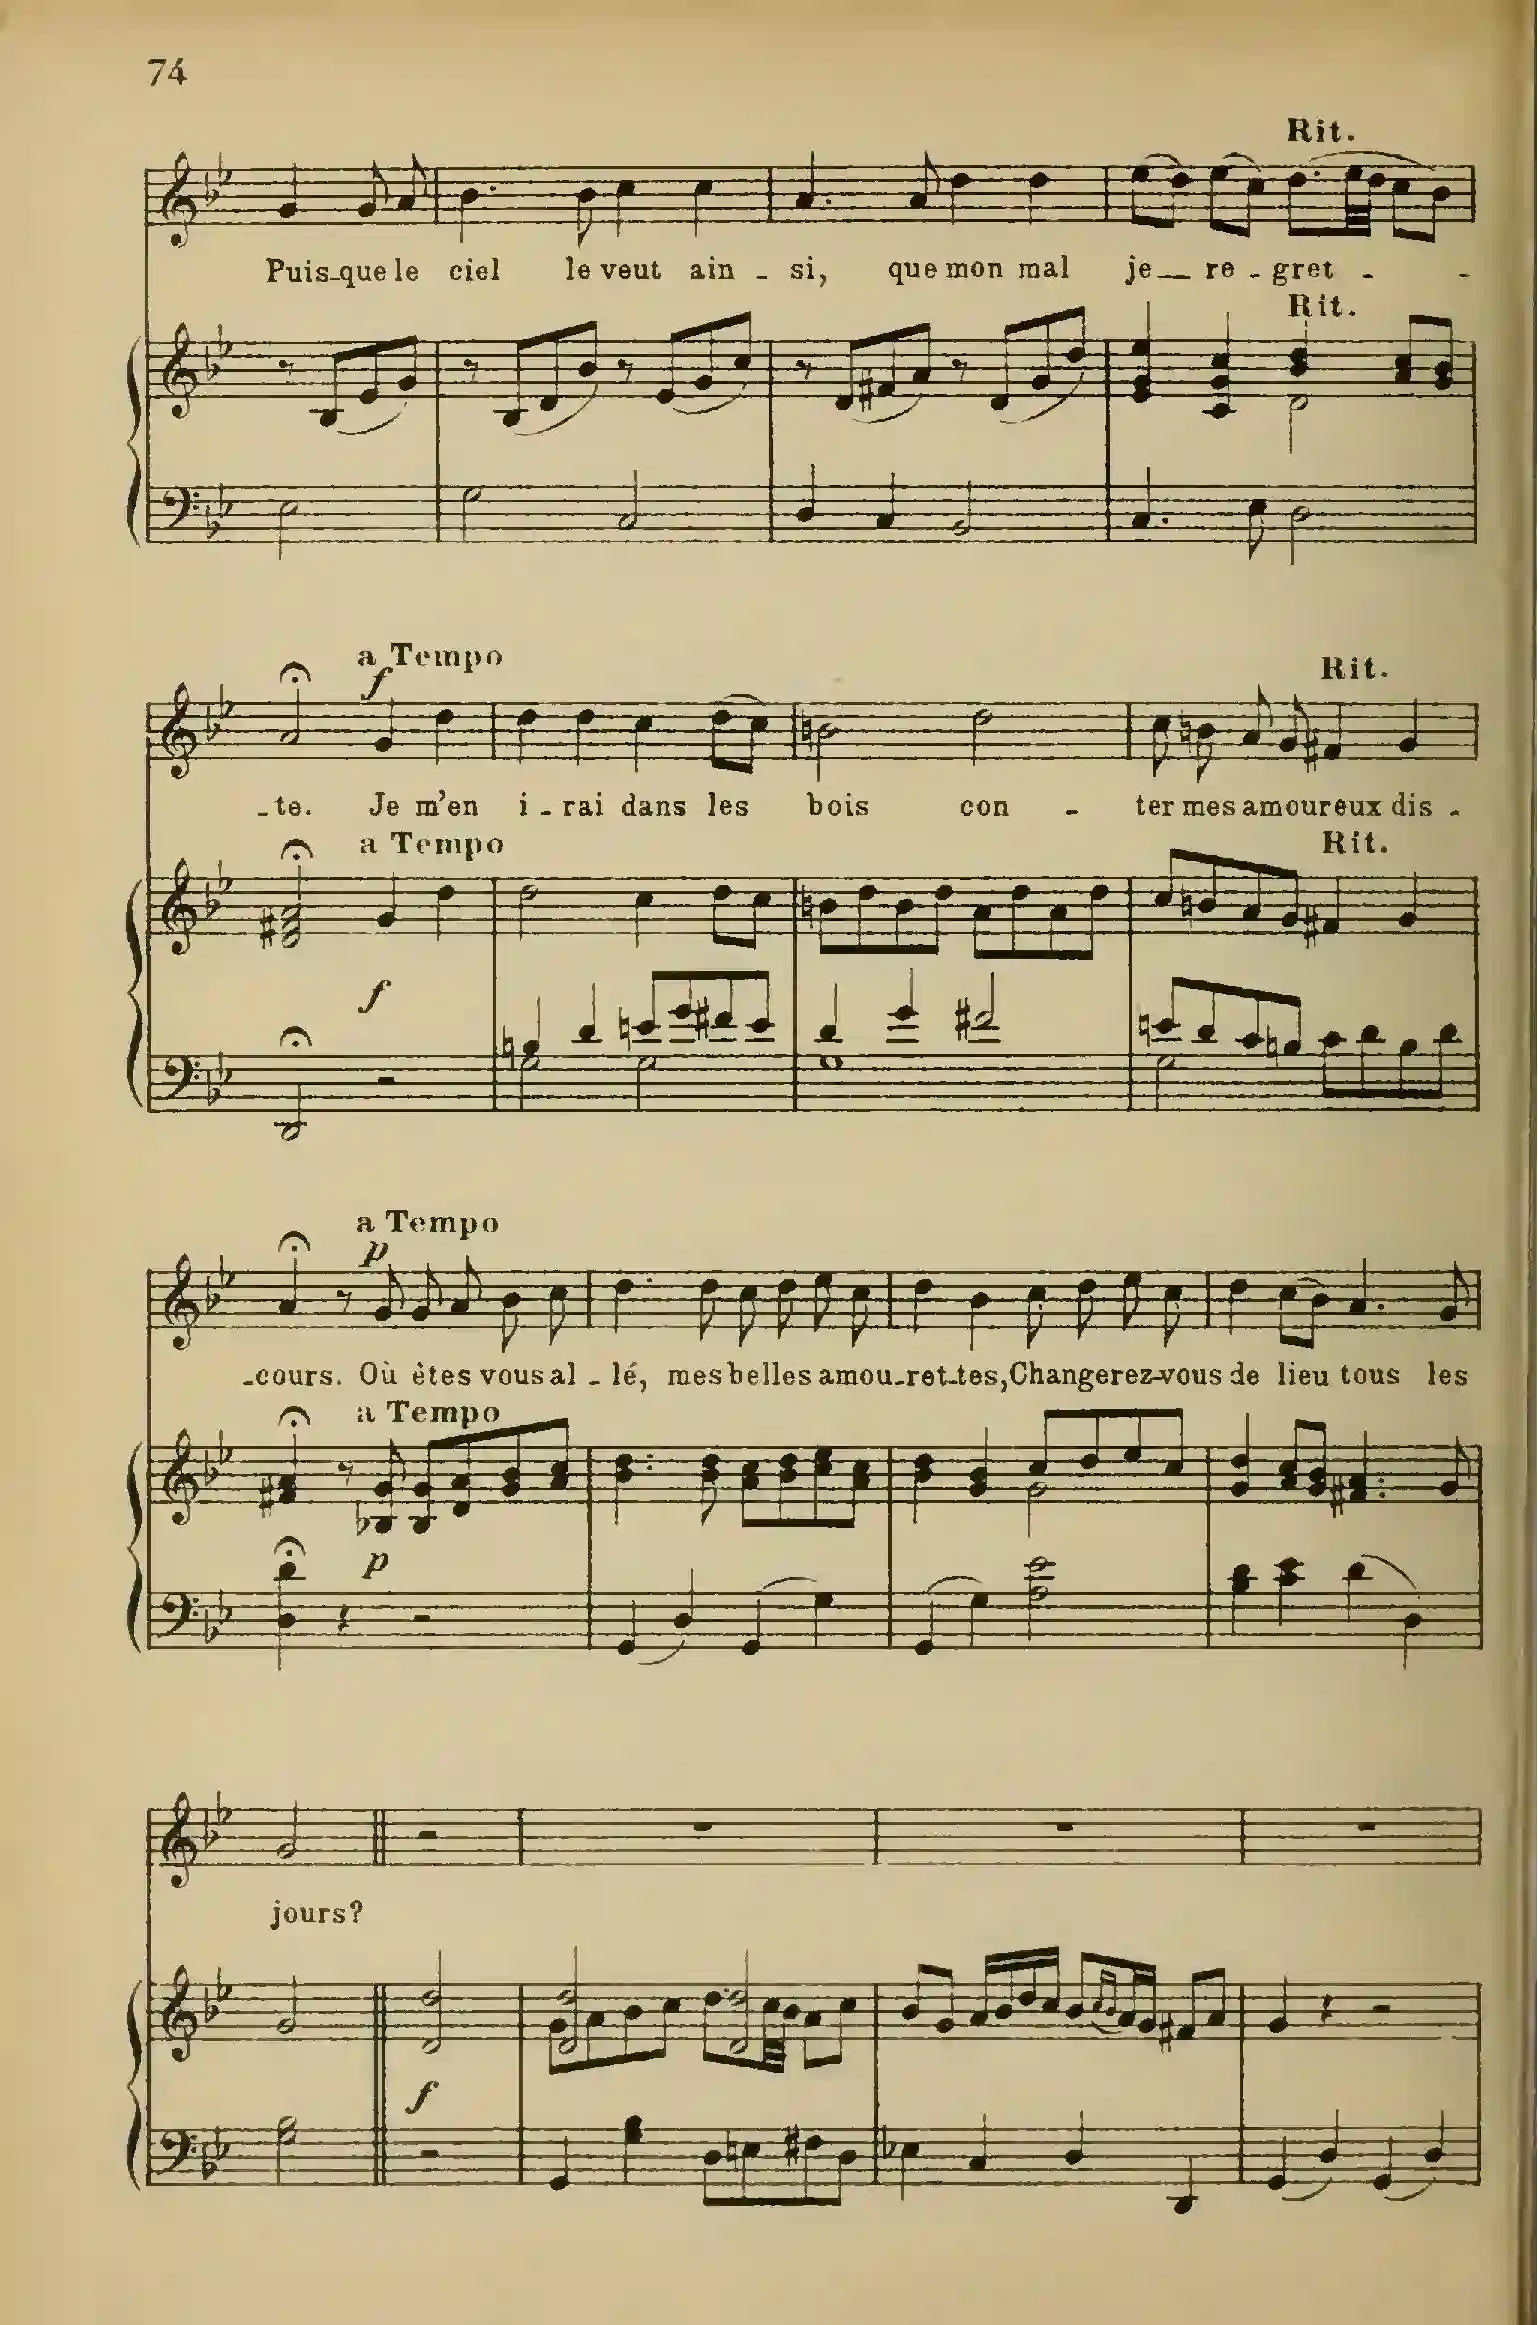 74
Rit.
Puis-que le ciel le veut ain - si, que mon mal je— re - gret - -
Rit.
a Tempo
f
Rit.
-te. Je m'en i - rai dans les bois con - ter mes amoureux dis -
a Tempo
Rit.
f
a Tempo
p
-cours. Où êtes vous al - lé, mes belles amou-ret-tes, Changerez-vous de lieu tous les
a Tempo
p
jours?
f